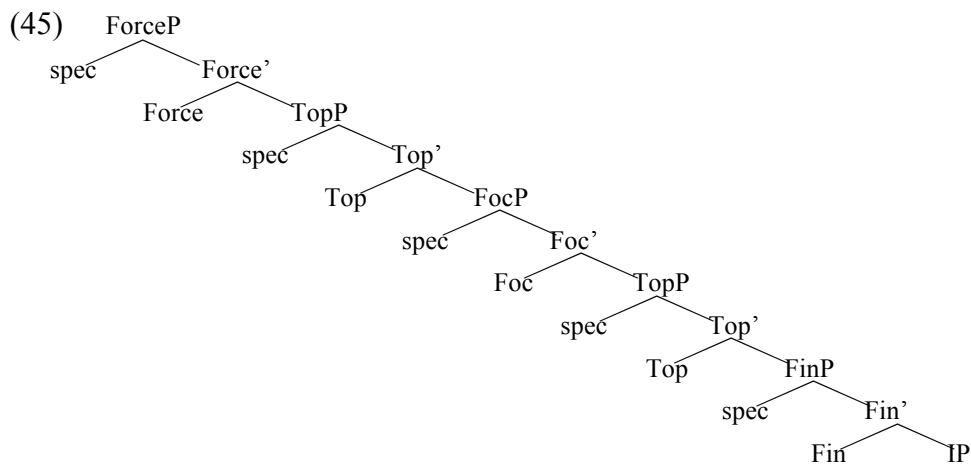 (45) ForceP
spec Force’
Force TopP
spec Top’
Top FocP
spec Foc’
Foc TopP
spec Top’
Top FinP
spec Fin’
Fin IP